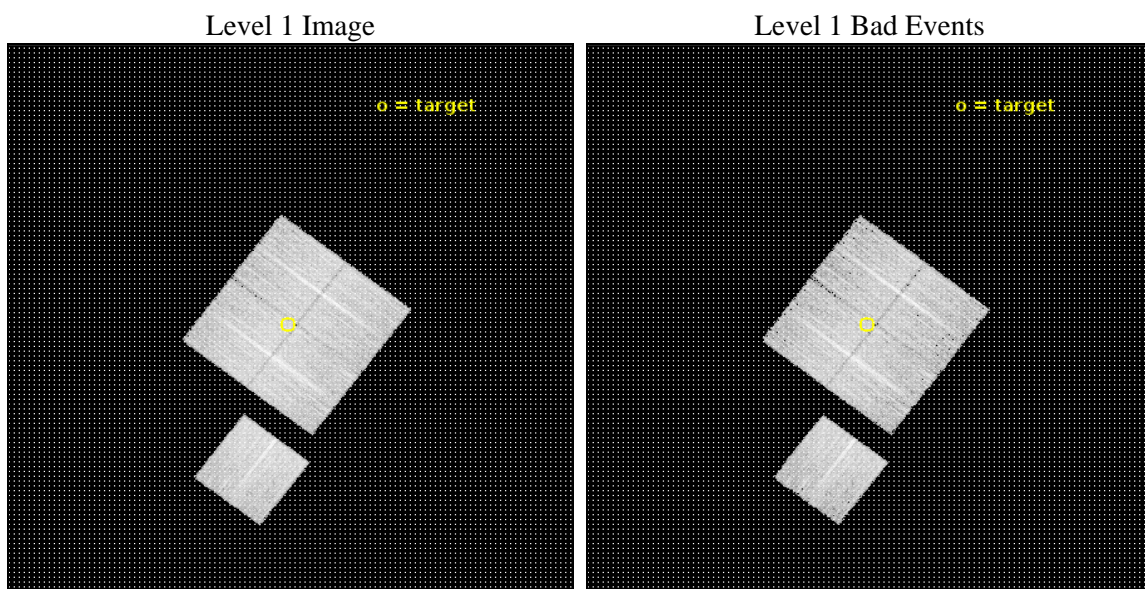 Level 1 Image
Level 1 Bad Events
o = target
o = target